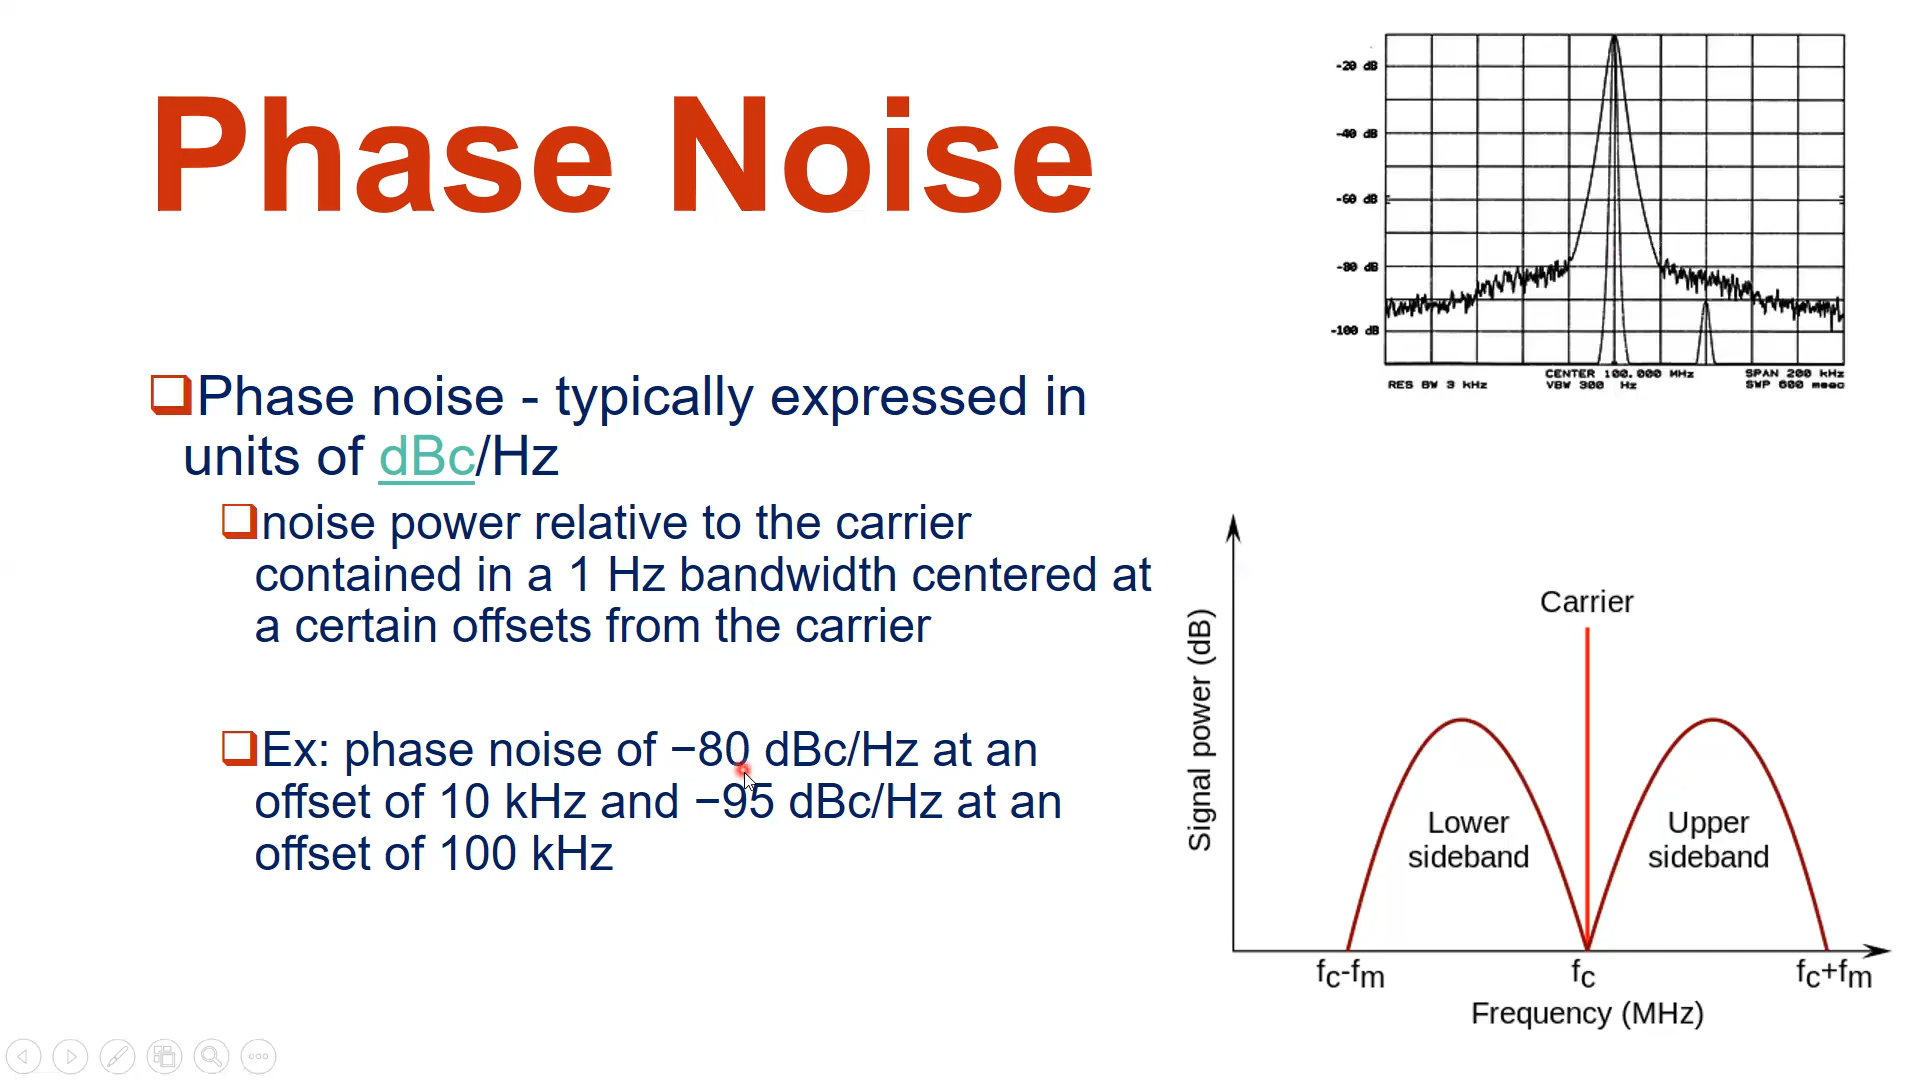 Phase Noise
Phase noise - typically expressed in
units of dBc/Hz
noise power relative to the carrier
contained in a 1 Hz bandwidth centered at
a certain offsets from the carrier
Ex: phase noise of −80 dBc/Hz at an
offset of 10 kHz and −95 dBc/Hz at an
offset of 100 kHz
-20 dB
-40 dB
-60 dB
-80 dB
-100 dB
CENTER 100.000 MHz SPAN 200 kHz
RES BW 3 kHz VBW 300 Hz SWP 600 msec
Signal power (dB)
Carrier
Lower
sideband
Upper
sideband
fc-fm fc fc+fm
Frequency (MHz)